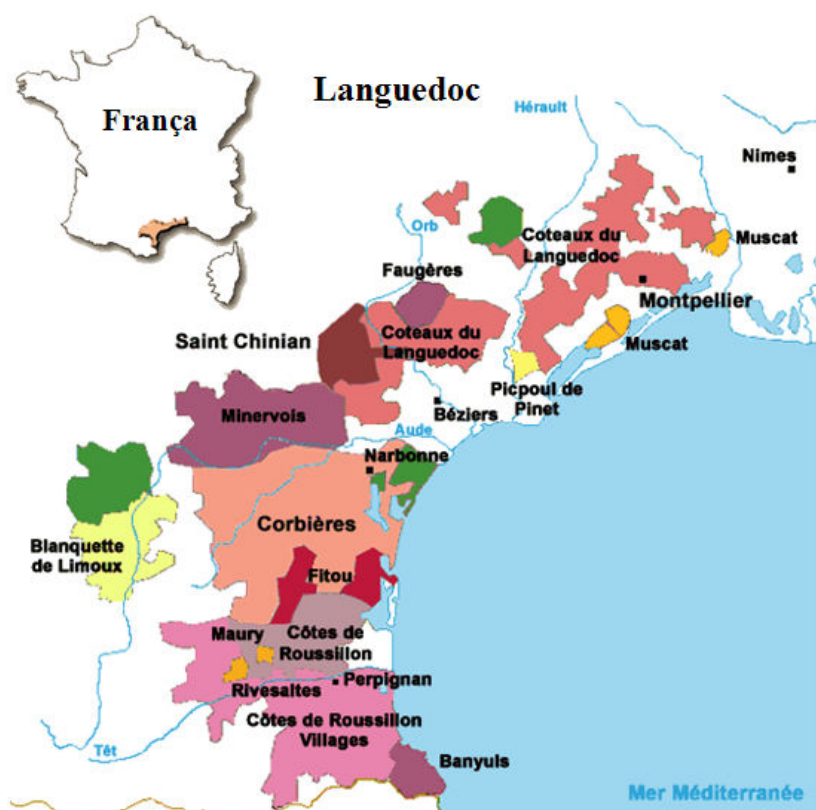 Languedoc
França
Hérault
Nimes
Orb
Coteaux du
Languedoc
Muscat
Faugères
Montpellier
Saint Chinian
Coteaux du
Languedoc
Muscat
Picpoul de
Pinet
Minervois
Béziers
Aude
Narbonne
Corbières
Blanquette
de Limoux
Fitou
Maury
Côtes de
Roussillon
Rivesaltes
Perpignan
Côtes de Roussillon
Villages
Têt
Banyuls
Mer Méditerranée